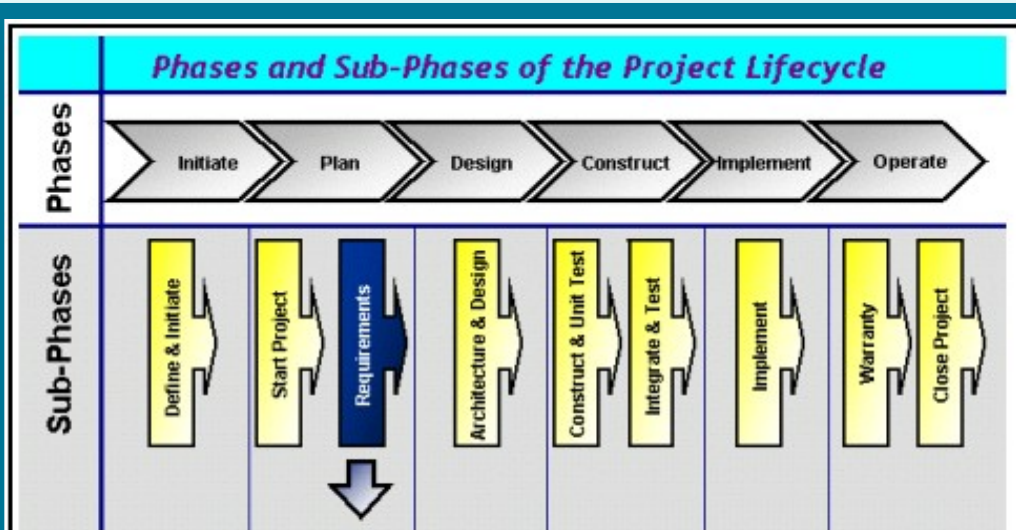 Phases and Sub-Phases of the Project Lifecycle
Phases
Initiate
Plan
Design
Construct
Implement
Operate
Sub-Phases
Define & Initiate
Start Project
Requirements
Architecture & Design
Construct & Unit Test
Integrate & Test
Implement
Warranty
Close Project